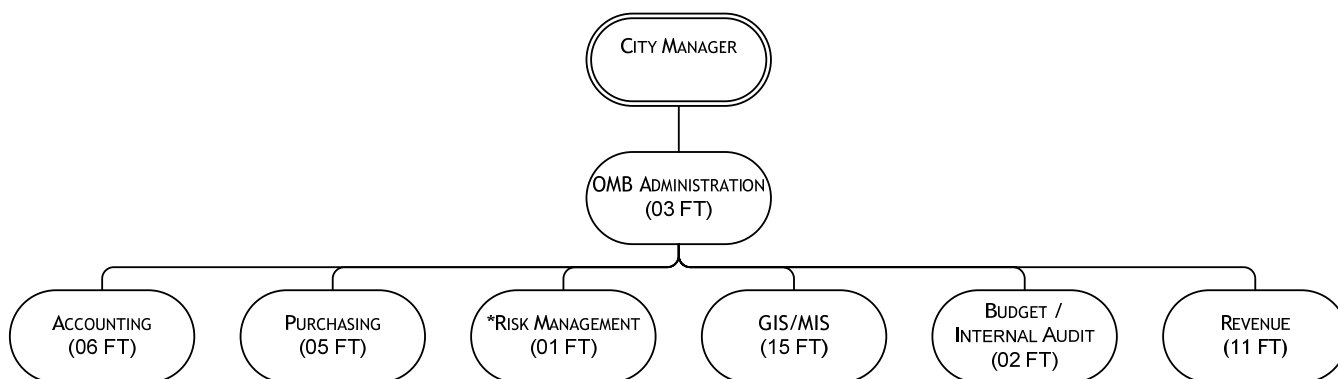 CITY MANAGER
OMB ADMINISTRATION
(03 FT)
ACCOUNTING
(06 FT)
PURCHASING
(05 FT)
*RISK MANAGEMENT
(01 FT)
GIS/MIS
(15 FT)
BUDGET /
INTERNAL AUDIT
(02 FT)
REVENUE
(11 FT)